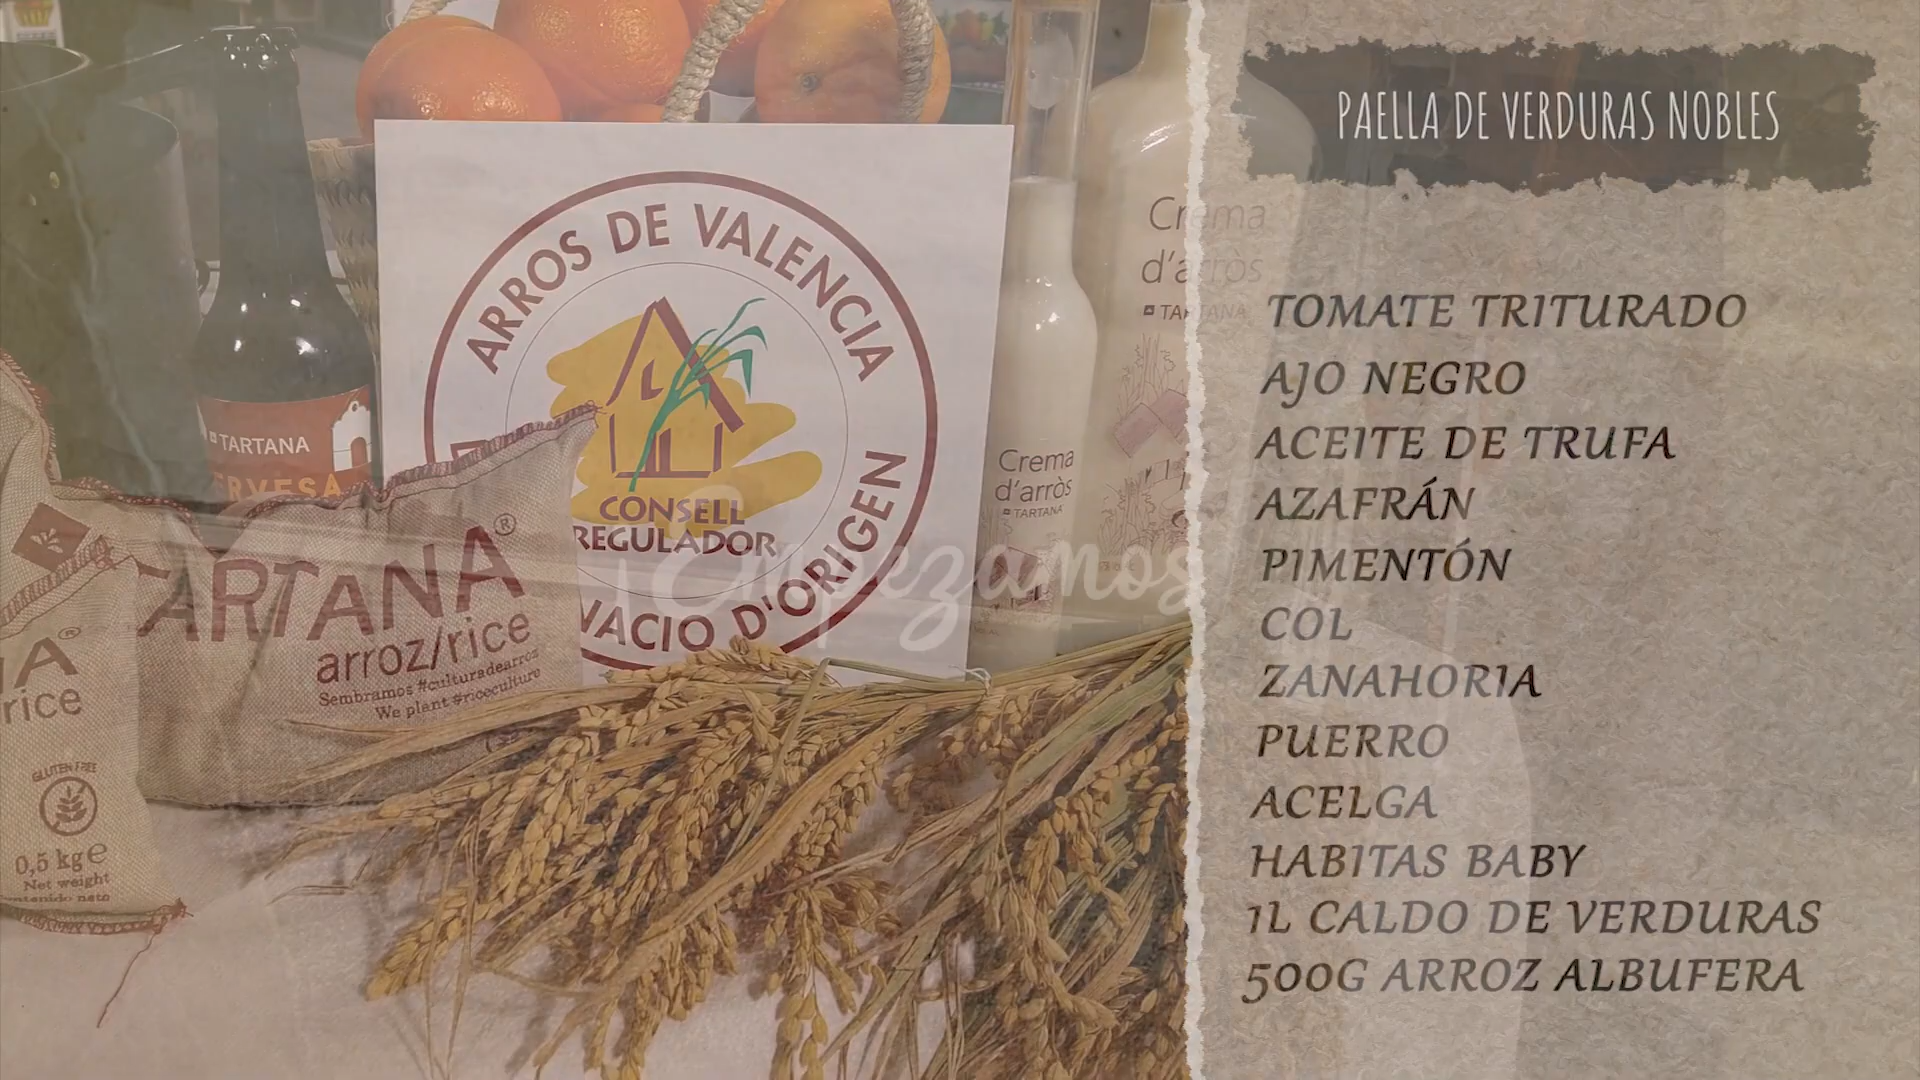 PAELLA DE VERDURAS NOBLES
TOMATE TRITURADO
AJO NEGRO
ACEITE DE TRUFA
AZAFRÁN
PIMENTÓN
COL
ZANAHORIA
PUERRO
ACELGA
HABITAS BABY
1L CALDO DE VERDURAS
500G ARROZ ALBUFERA
ARROS DE VALENCIA
CONSELL
REGULADOR
D'ORIGEN
Empezamos
TARTANA
TARTANA®
arroz/rice
Sembramos #culturadearroz
We plant #riceculture
rice
GLUTEN FREE
0,5 kg e
Net weight
Crema
d'arròs
TARTANA
Crema
d'arròs
TARTANA